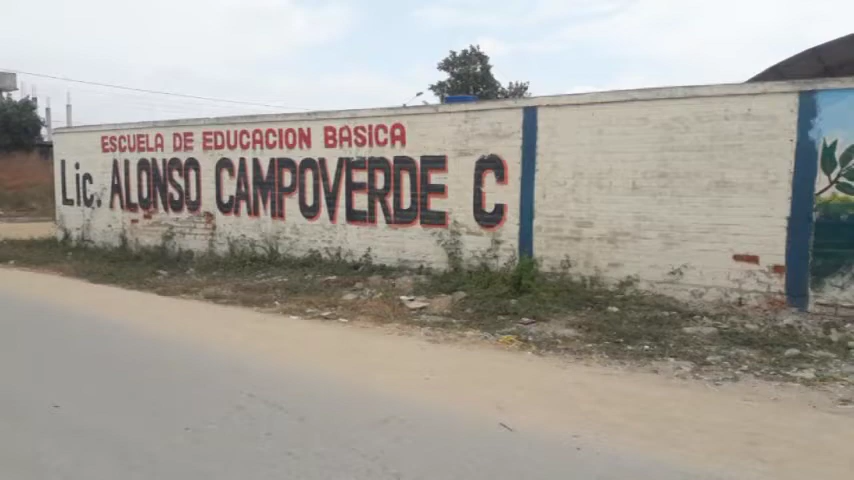 ESCUELA DE EDUCACION BASICA
Lic. ALONSO CAMPOVERDE C